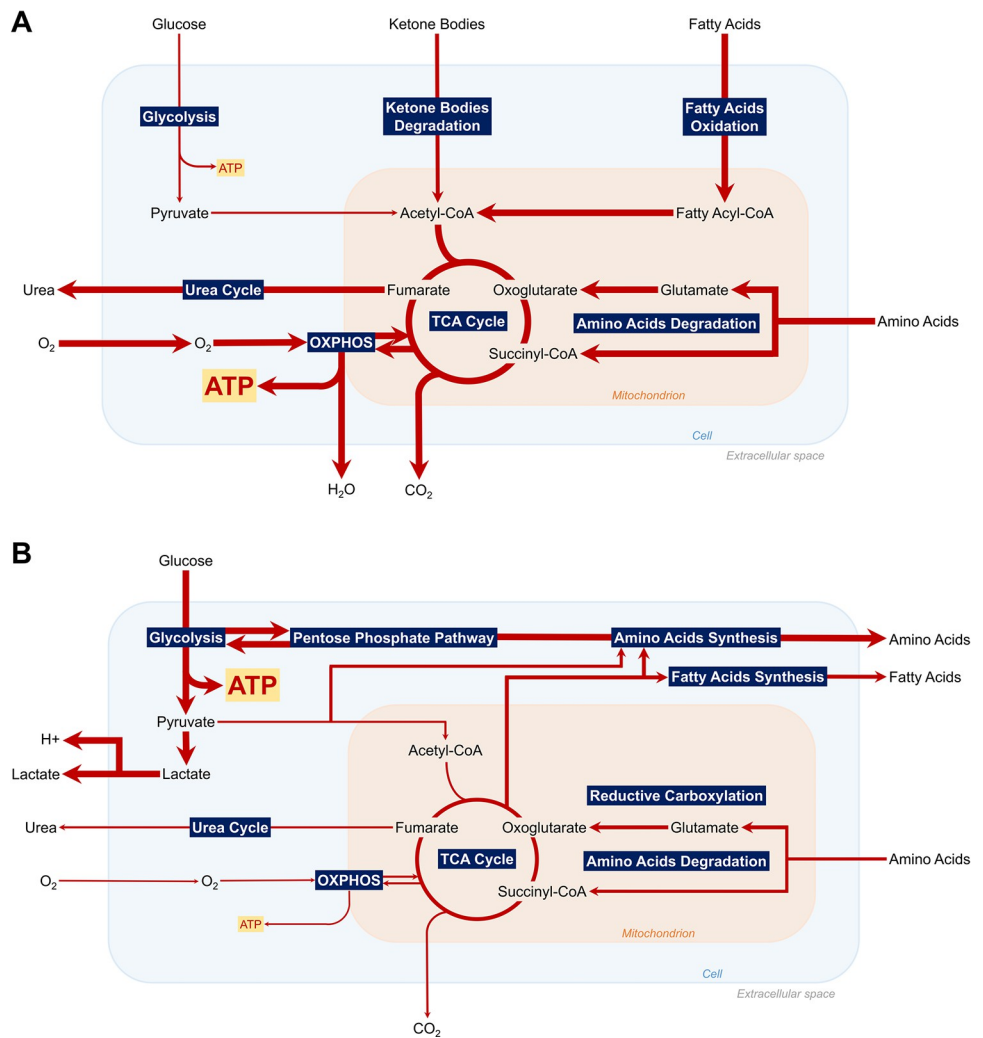 A
Glucose
Ketone Bodies
Fatty Acids
Glycolysis
Ketone Bodies
Degradation
Fatty Acids
Oxidation
ATP
Pyruvate
Acetyl-CoA
Fatty Acyl-CoA
Urea
Urea Cycle
Fumarate
Oxoglutarate
Glutamate
TCA Cycle
Amino Acids Degradation
Amino Acids
O₂
O₂
OXPHOS
Succinyl-CoA
ATP
Mitochondrion
Cell
Extracellular space
H₂O
CO₂
B
Glucose
Glycolysis
Pentose Phosphate Pathway
Amino Acids Synthesis
Amino Acids
ATP
Fatty Acids Synthesis
Fatty Acids
Pyruvate
H+
Acetyl-CoA
Lactate
Lactate
Reductive Carboxylation
Urea
Urea Cycle
Fumarate
Oxoglutarate
Glutamate
TCA Cycle
Amino Acids Degradation
Amino Acids
O₂
O₂
OXPHOS
Succinyl-CoA
ATP
Mitochondrion
Cell
Extracellular space
CO₂